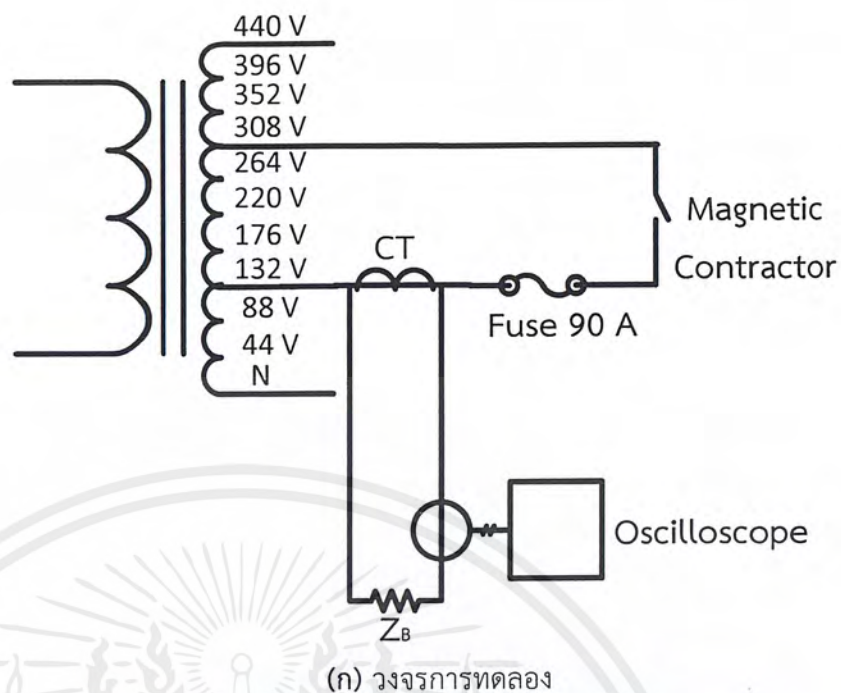 440 V
396 V
352 V
308 V
264 V
220 V
176 V
132 V
88 V
44 V
N
CT
Fuse 90 A
Magnetic
Contractor
Oscilloscope
ZB
(ก) วงจรการทดลอง